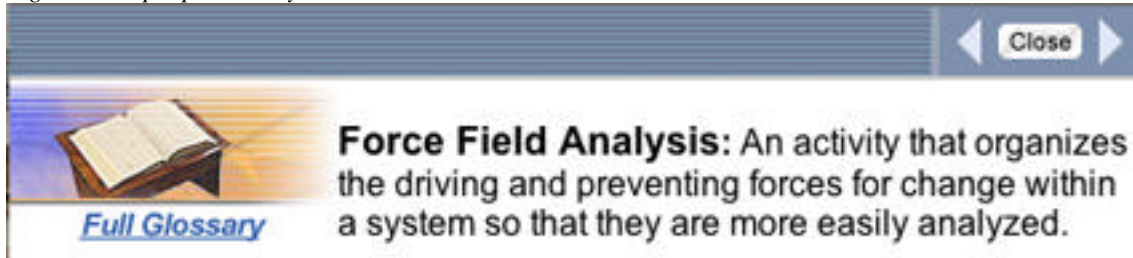 Close
Force Field Analysis: An activity that organizes
the driving and preventing forces for change within
a system so that they are more easily analyzed.
Full Glossary